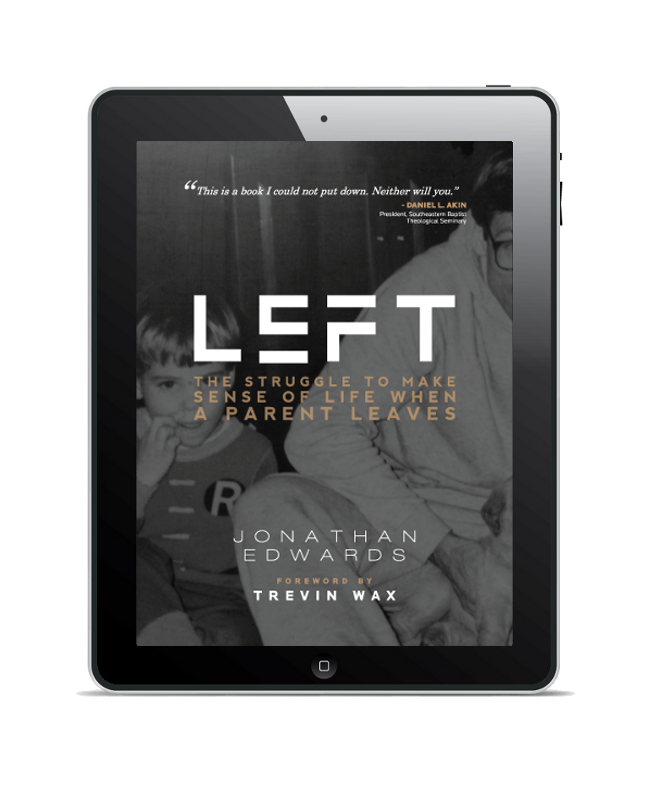 “This is a book I could not put down. Neither will you.”
- DANIEL L. AKIN
President, Southeastern Baptist
Theological Seminary
LEFT
THE STRUGGLE TO MAKE
SENSE OF LIFE WHEN
A PARENT LEAVES
R
JONATHAN
EDWARDS
FOREWORD BY
TREVIN WAX